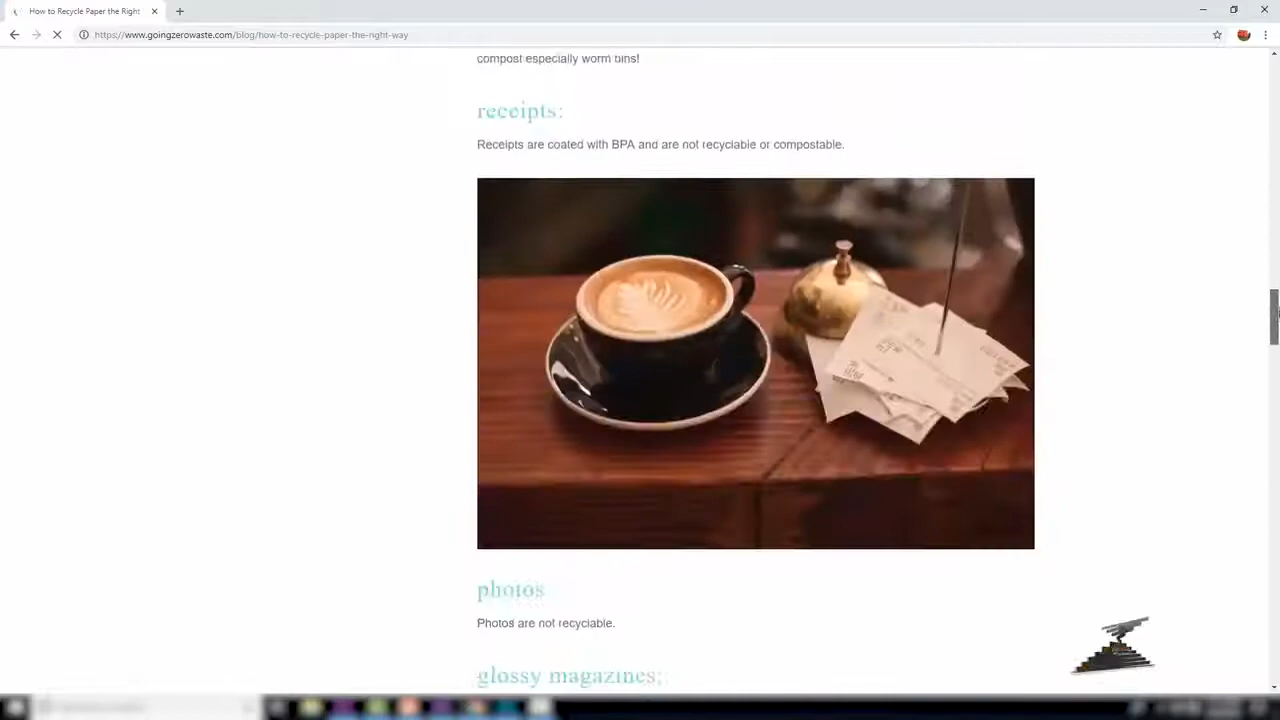 How to Recycle Paper the Right
https://www.goingzerowaste.com/blog/how-to-recycle-paper-the-right-way
compost especially worm bins!
receipts:
Receipts are coated with BPA and are not recyclable or compostable.
photos
Photos are not recyclable.
glossy magazines: